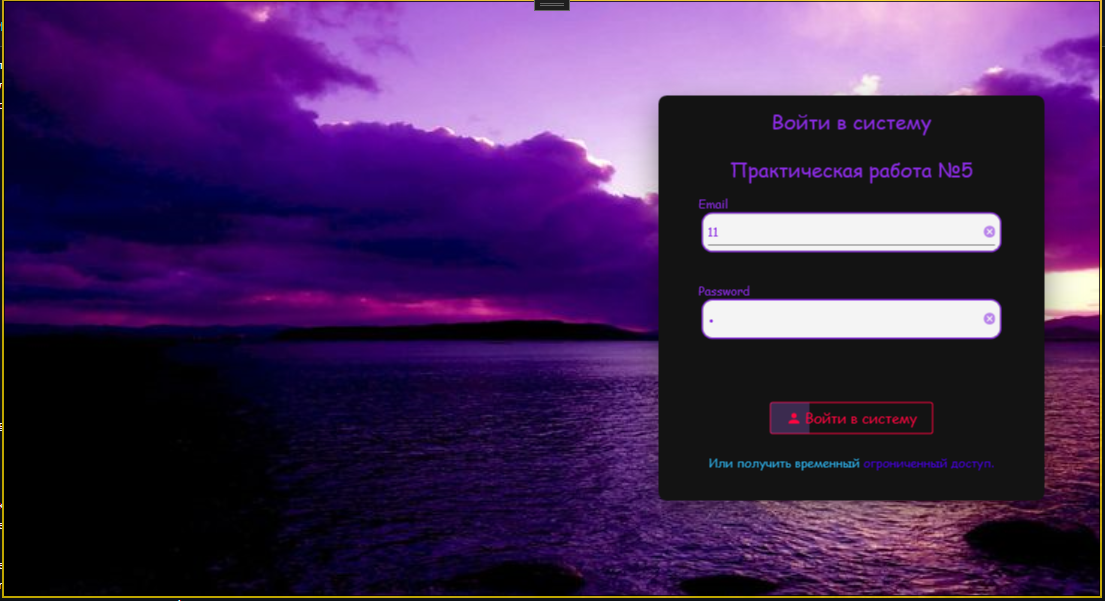 Войти в систему
Практическая работа №5
Email
11
Password
Войти в систему
Или получить временный ограниченный доступ.